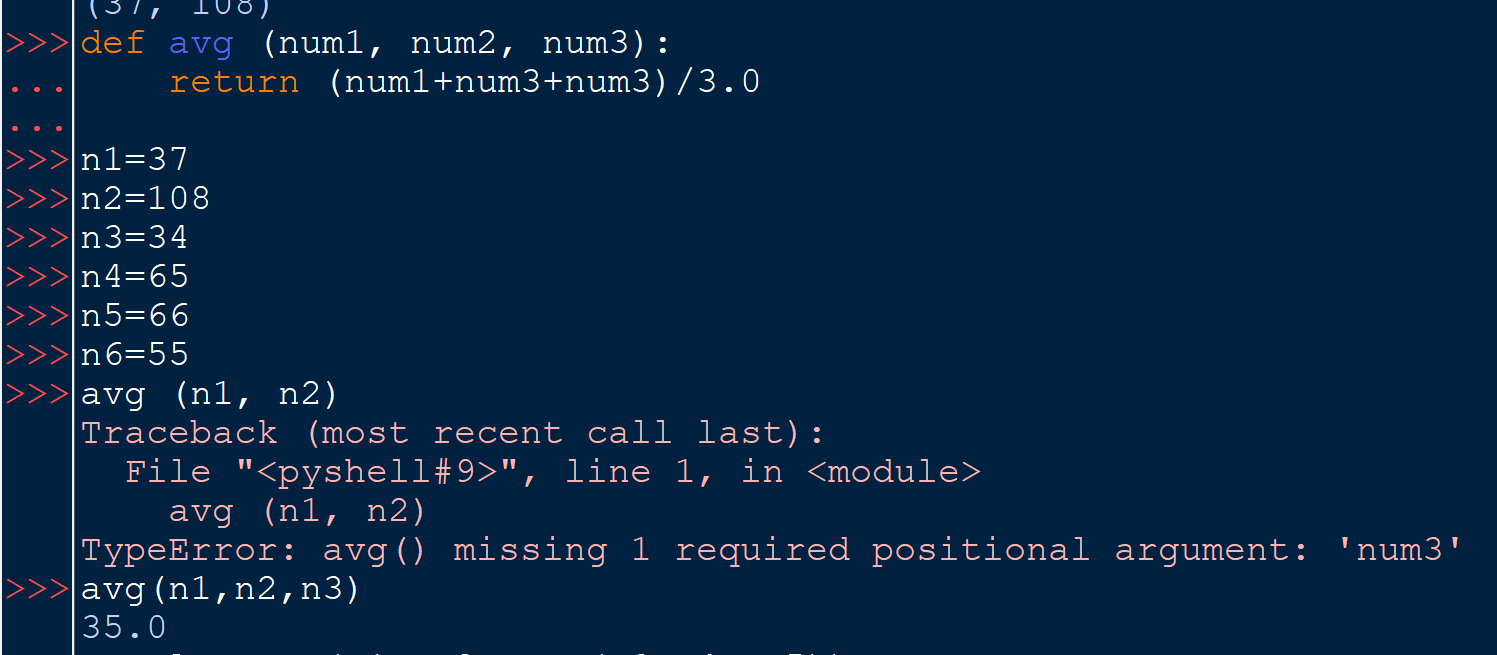 (37, 108)
>>> def avg (num1, num2, num3):
...     return (num1+num3+num3)/3.0
...
>>> n1=37
>>> n2=108
>>> n3=34
>>> n4=65
>>> n5=66
>>> n6=55
>>> avg (n1, n2)
Traceback (most recent call last):
  File "<pyshell#9>", line 1, in <module>
    avg (n1, n2)
TypeError: avg() missing 1 required positional argument: 'num3'
>>> avg(n1,n2,n3)
35.0